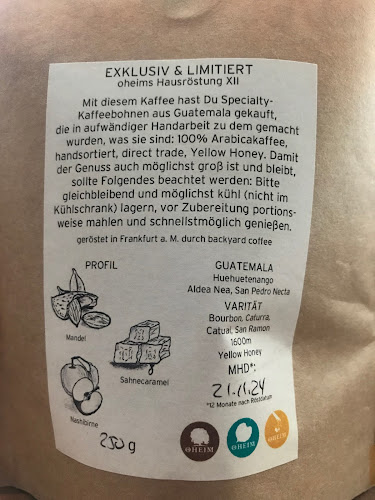 EXKLUSIV & LIMITIERT
oheims Hausröstung XII
Mit diesem Kaffee hast Du Specialty-
Kaffeebohnen aus Guatemala gekauft,
die in aufwändiger Handarbeit zu dem gemacht
wurden, was sie sind: 100% Arabicakaffee,
handsortiert, direct trade, Yellow Honey. Damit
der Genuss auch möglichst groß ist und bleibt,
sollte Folgendes beachtet werden: Bitte
gleichbleibend und möglichst kühl (nicht im
Kühlschrank) lagern, vor Zubereitung portions-
weise mahlen und schnellstmöglich genießen.
geröstet in Frankfurt a. M. durch backyard coffee
PROFIL
Mandel
Sahnecaramel
Nashibirne
250g
GUATEMALA
Huehuetenango
Aldea Nea, San Pedro Necta
VARITÄT
Bourbon, Caturra,
Catuai, San Ramon
1600m
Yellow Honey
MHD*:
21.11.24
*12 Monate nach Röstdatum
OHEIM
OHEIM
OHEIM